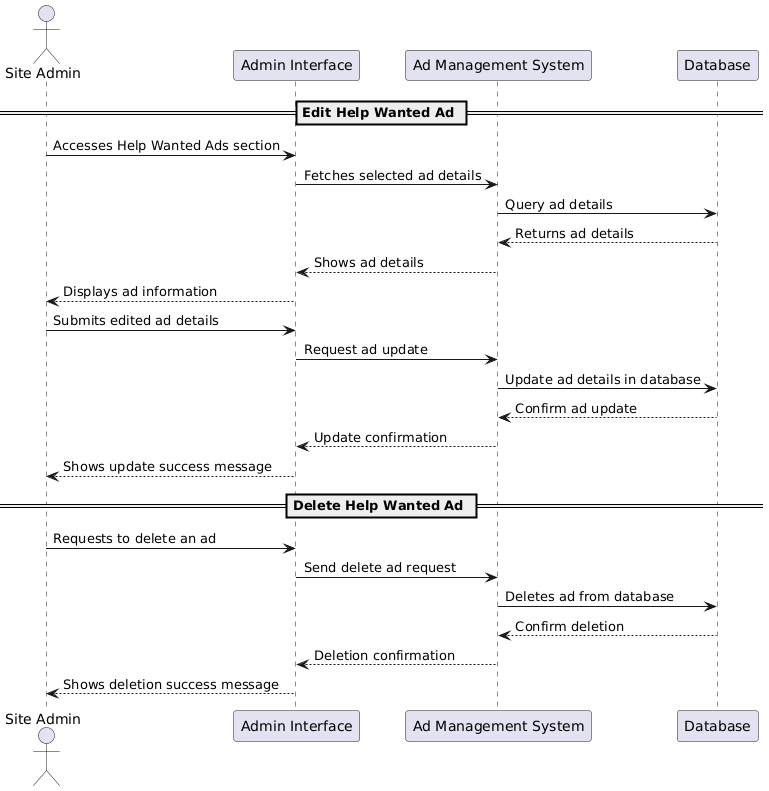 Site Admin
Admin Interface
Ad Management System
Database
Edit Help Wanted Ad
Accesses Help Wanted Ads section
Fetches selected ad details
Query ad details
Returns ad details
Shows ad details
Displays ad information
Submits edited ad details
Request ad update
Update ad details in database
Confirm ad update
Update confirmation
Shows update success message
Delete Help Wanted Ad
Requests to delete an ad
Send delete ad request
Deletes ad from database
Confirm deletion
Deletion confirmation
Shows deletion success message
Site Admin
Admin Interface
Ad Management System
Database